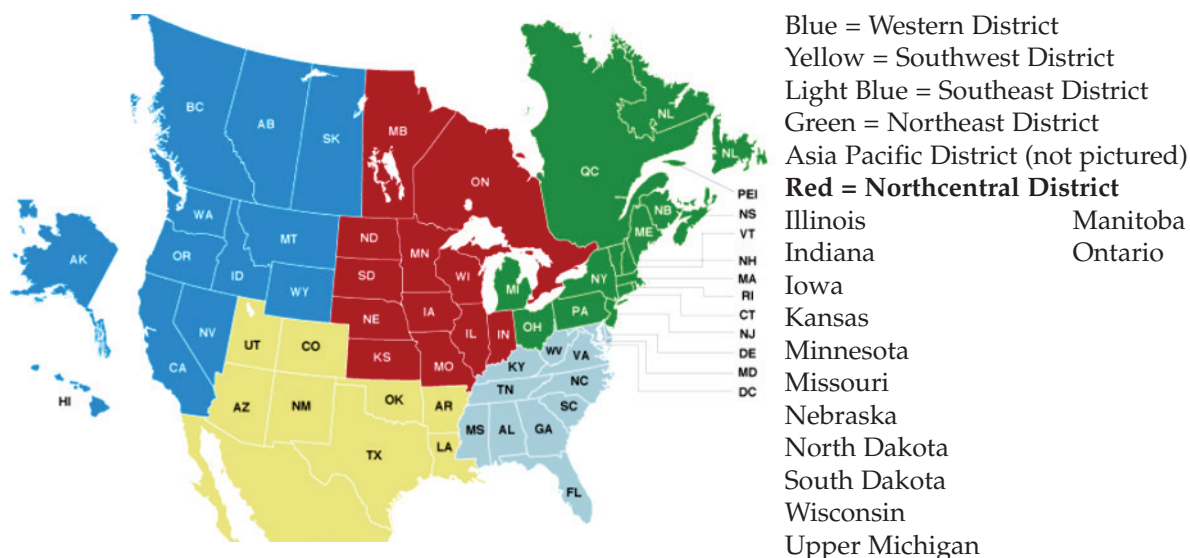 BC
AB
SK
MB
ON
QC
NL
NL
PEI
NS
VT
NH
MA
RI
CT
NJ
DE
MD
DC
NB
ME
WA
MT
ND
MN
OR
ID
SD
WI
MI
NY
AK
WY
NE
IA
PA
NV
IL
IN
OH
UT
CO
KS
MO
WV
VA
CA
KY
HI
AZ
NM
OK
AR
TN
NC
SC
MS
AL
GA
TX
LA
FL
Blue = Western District
Yellow = Southwest District
Light Blue = Southeast District
Green = Northeast District
Asia Pacific District (not pictured)
Red = Northcentral District
Illinois Manitoba
Indiana Ontario
Iowa
Kansas
Minnesota
Missouri
Nebraska
North Dakota
South Dakota
Wisconsin
Upper Michigan